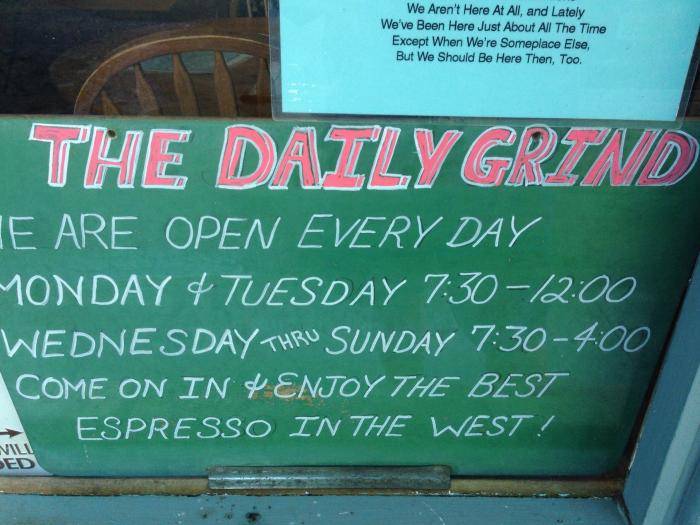 We Aren't Here At All, and Lately
We've Been Here Just About All The Time
Except When We're Someplace Else,
But We Should Be Here Then, Too.
THE DAILY GRIND
E ARE OPEN EVERY DAY
MONDAY & TUESDAY 7:30-12:00
WEDNESDAY THRU SUNDAY 7:30-4:00
COME ON IN & ENJOY THE BEST
ESPRESSO IN THE WEST!
WILL
ED